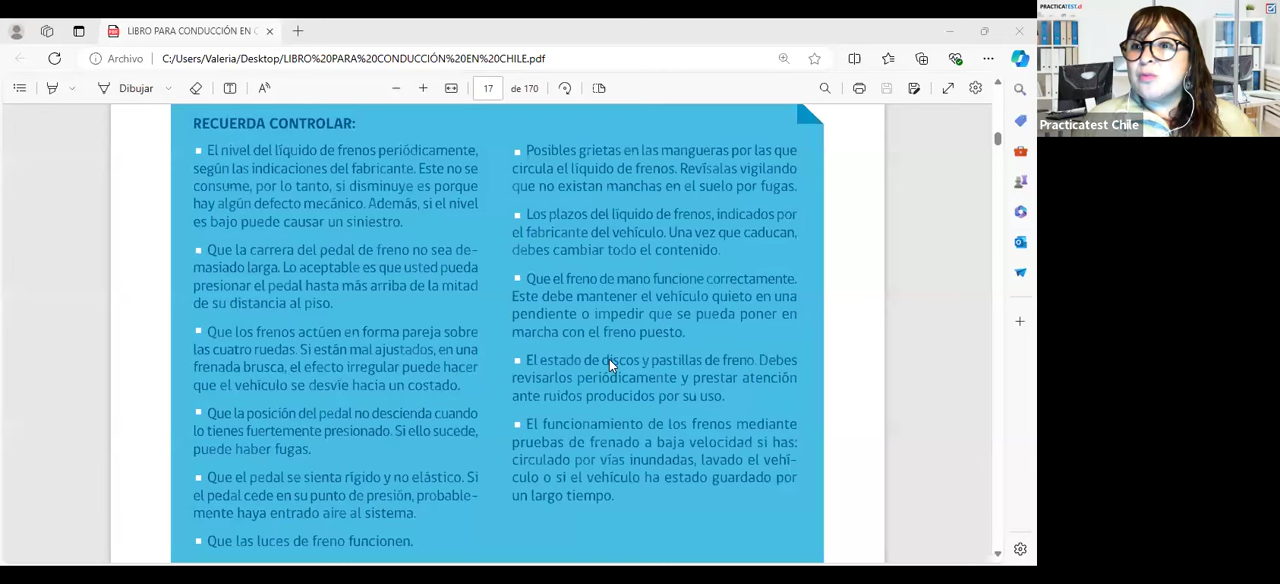 LIBRO PARA CONDUCCIÓN EN C
Archivo
C:/Users/Valeria/Desktop/LIBRO%20PARA%20CONDUCCIÓN%20EN%20CHILE.pdf
Dibujar
17
de 170
PRACTICATEST.cl
Practicatest Chile
RECUERDA CONTROLAR:
El nivel del líquido de frenos periódicamente,
según las indicaciones del fabricante. Este no se
consume, por lo tanto, si disminuye es porque
hay algún defecto mecánico. Además, si el nivel
es bajo puede causar un siniestro.
Que la carrera del pedal de freno no sea de-
masiado larga. Lo aceptable es que usted pueda
presionar el pedal hasta más arriba de la mitad
de su distancia al piso.
Que los frenos actúen en forma pareja sobre
las cuatro ruedas. Si están mal ajustados, en una
frenada brusca, el efecto irregular puede hacer
que el vehículo se desvíe hacia un costado.
Que la posición del pedal no descienda cuando
lo tienes fuertemente presionado. Si ello sucede,
puede haber fugas.
Que el pedal se sienta rígido y no elástico. Si
el pedal cede en su punto de presión, probable-
mente haya entrado aire al sistema.
Que las luces de freno funcionen.
Posibles grietas en las mangueras por las que
circula el líquido de frenos. Revísalas vigilando
que no existan manchas en el suelo por fugas.
Los plazos del líquido de frenos, indicados por
el fabricante del vehículo. Una vez que caducan,
debes cambiar todo el contenido.
Que el freno de mano funcione correctamente.
Este debe mantener el vehículo quieto en una
pendiente o impedir que se pueda poner en
marcha con el freno puesto.
El estado de discos y pastillas de freno. Debes
revisarlos periódicamente y prestar atención
ante ruidos producidos por su uso.
El funcionamiento de los frenos mediante
pruebas de frenado a baja velocidad si has:
circulado por vías inundadas, lavado el vehí-
culo o si el vehículo ha estado guardado por
un largo tiempo.